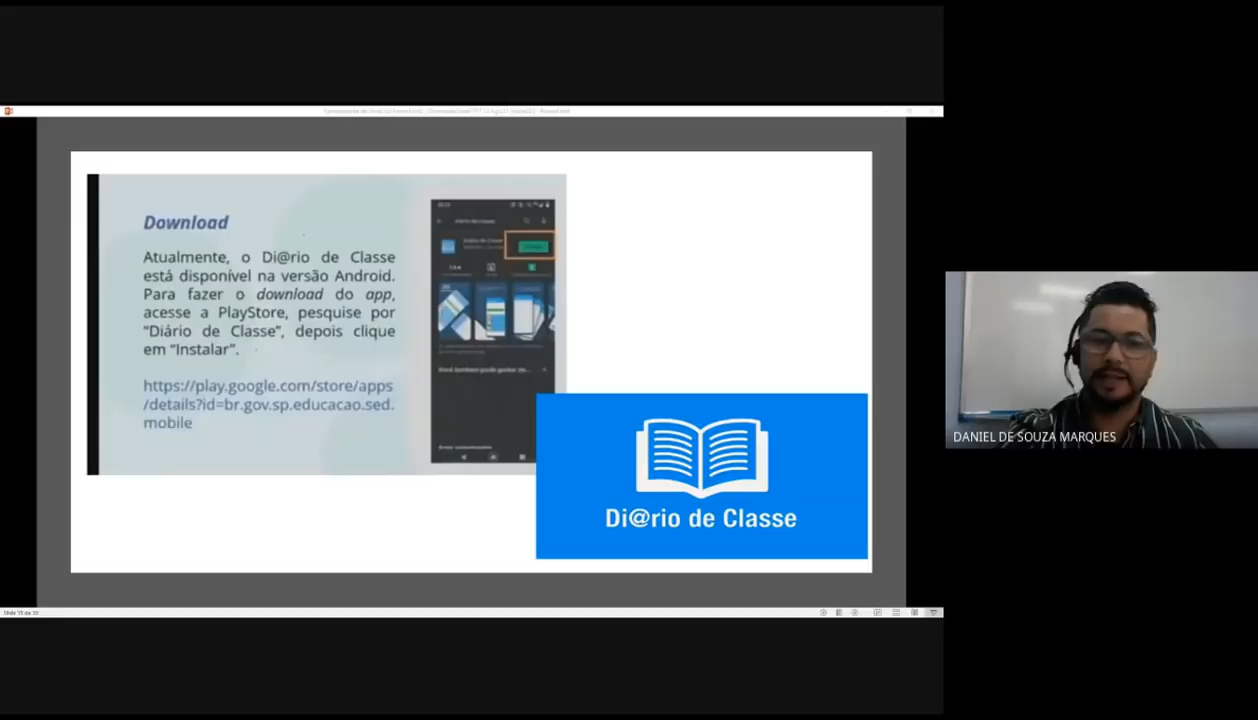 Download
Atualmente, o Di@rio de Classe
está disponível na versão Android.
Para fazer o download do app,
acesse a PlayStore, pesquise por
“Diário de Classe”, depois clique
em “Instalar”.
https://play.google.com/store/apps
/details?id=br.gov.sp.educacao.sed.
mobile
Di@rio de Classe
DANIEL DE SOUZA MARQUES